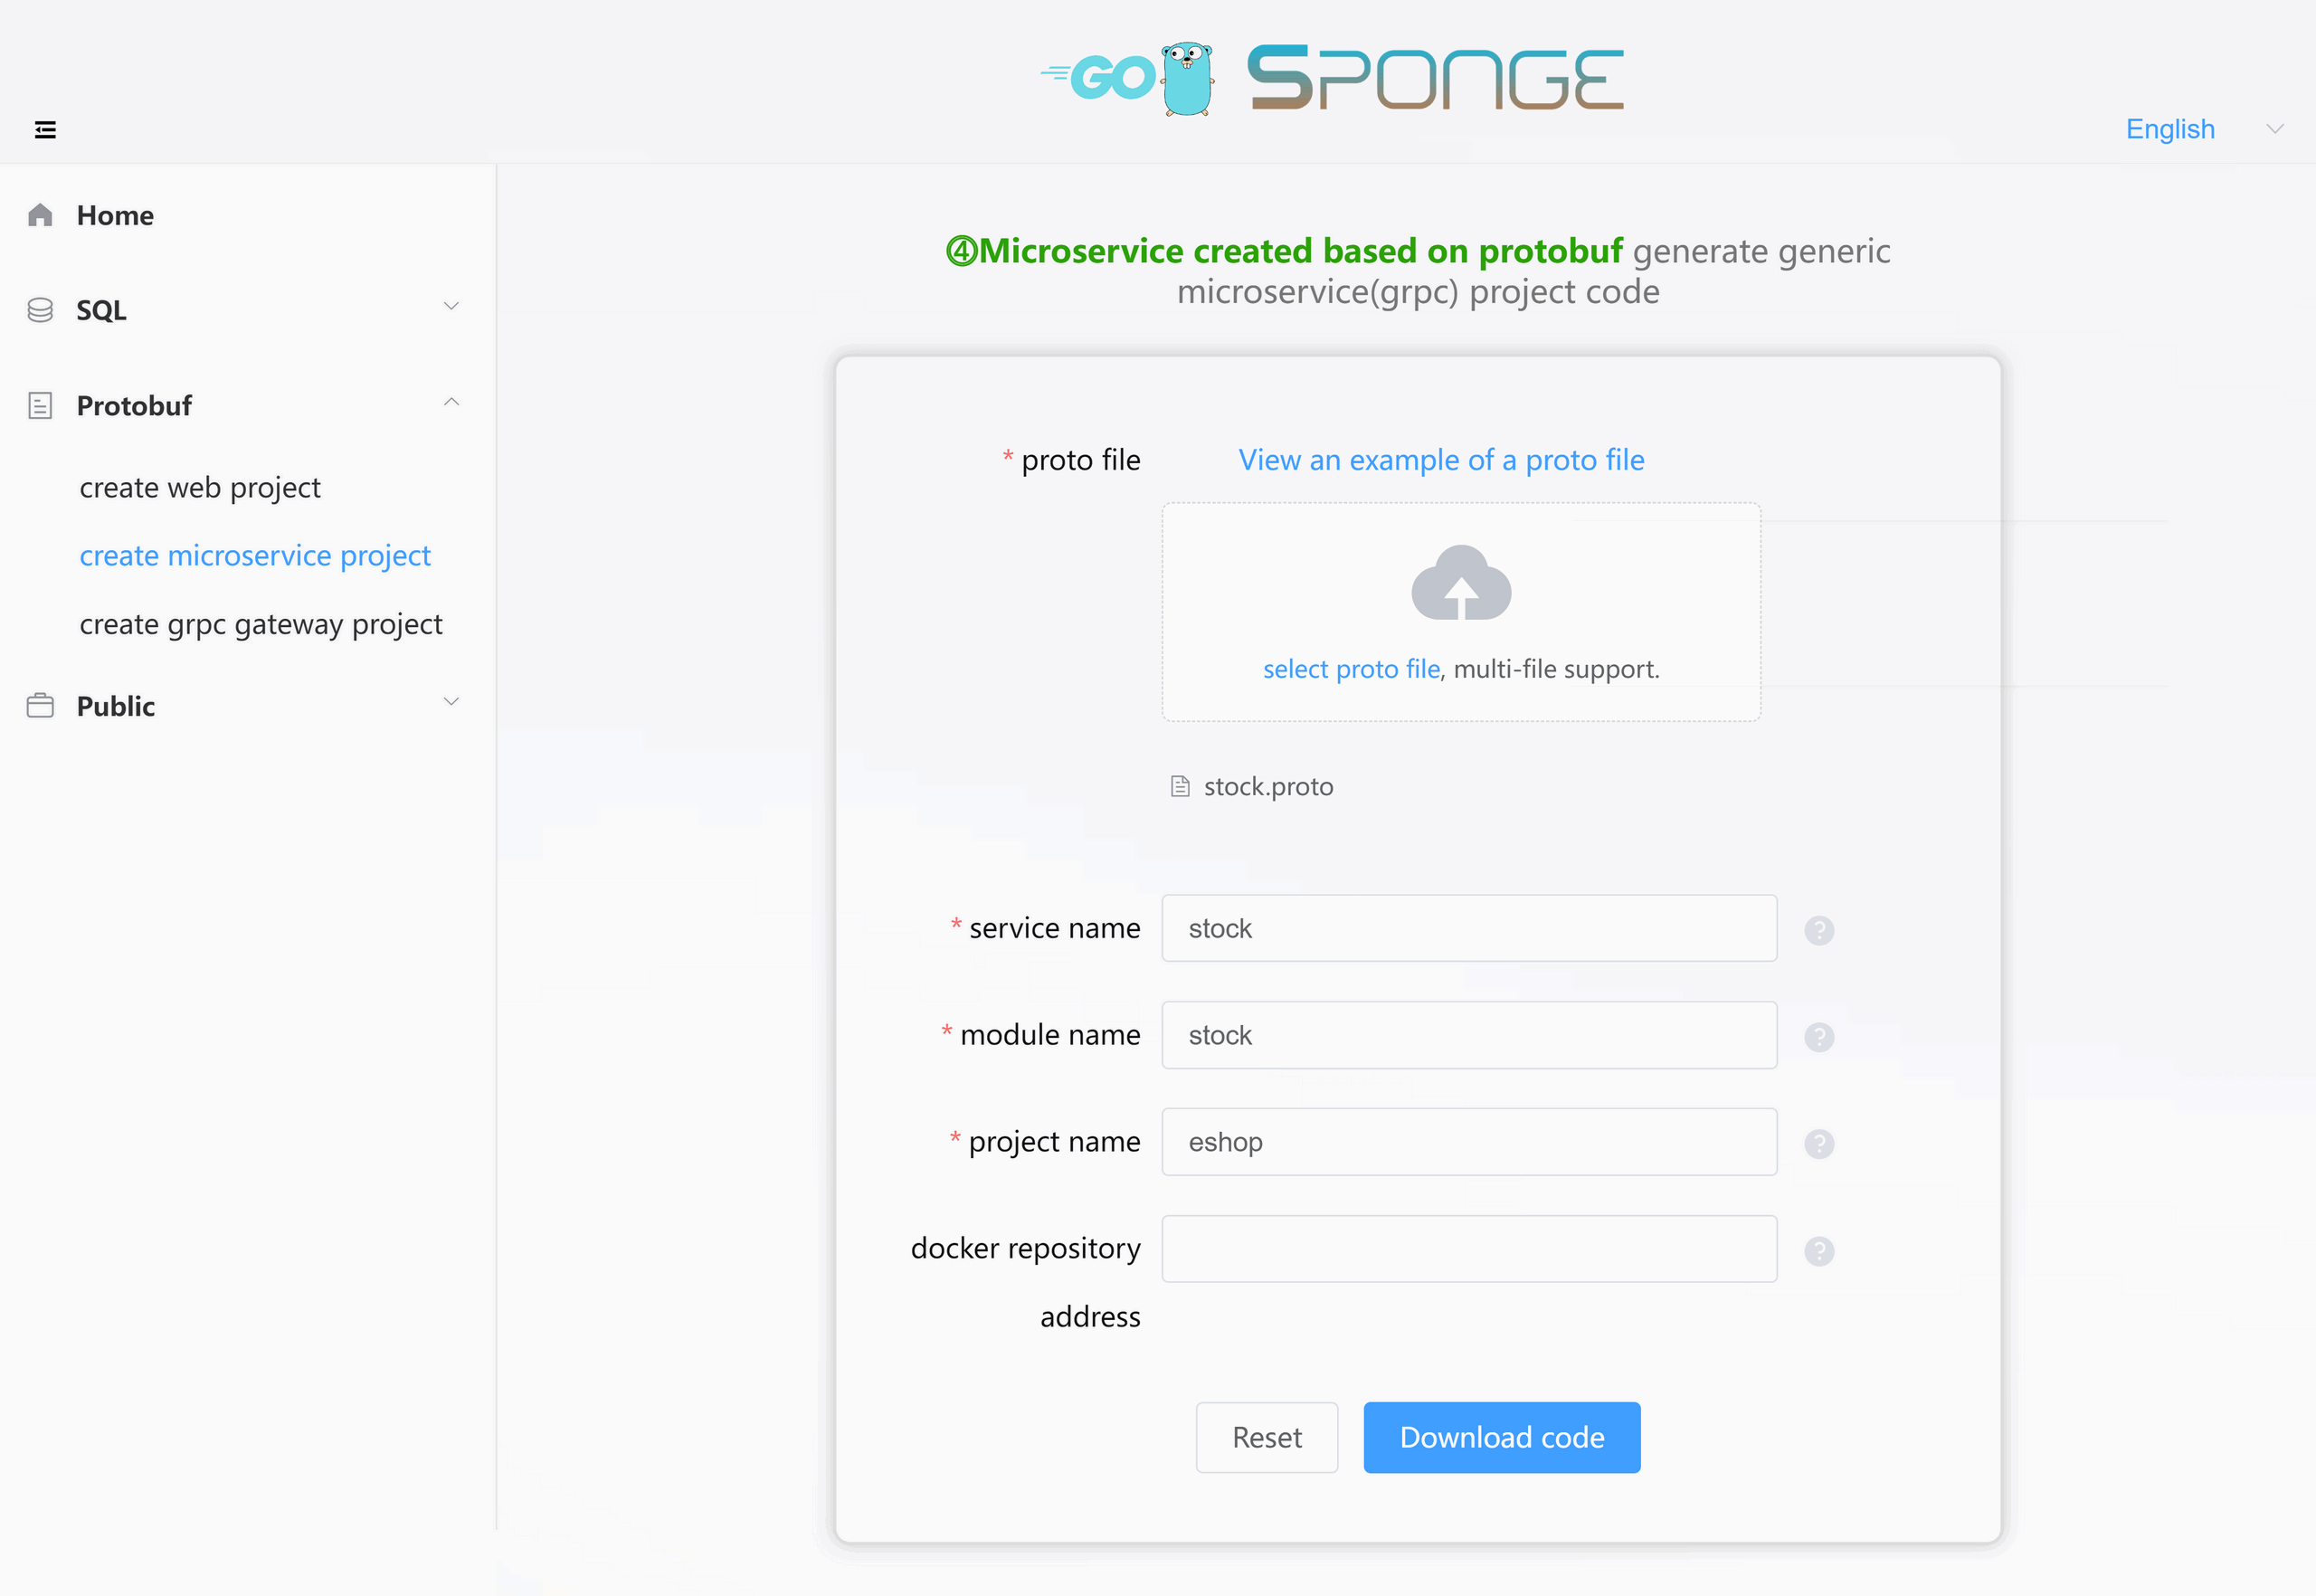 GO SPONGE
English
Home
SQL
Protobuf
create web project
create microservice project
create grpc gateway project
Public
④Microservice created based on protobuf generate generic
microservice(grpc) project code
* proto file
View an example of a proto file
select proto file, multi-file support.
stock.proto
* service name
stock
?
* module name
stock
?
* project name
eshop
?
docker repository
address
?
Reset
Download code